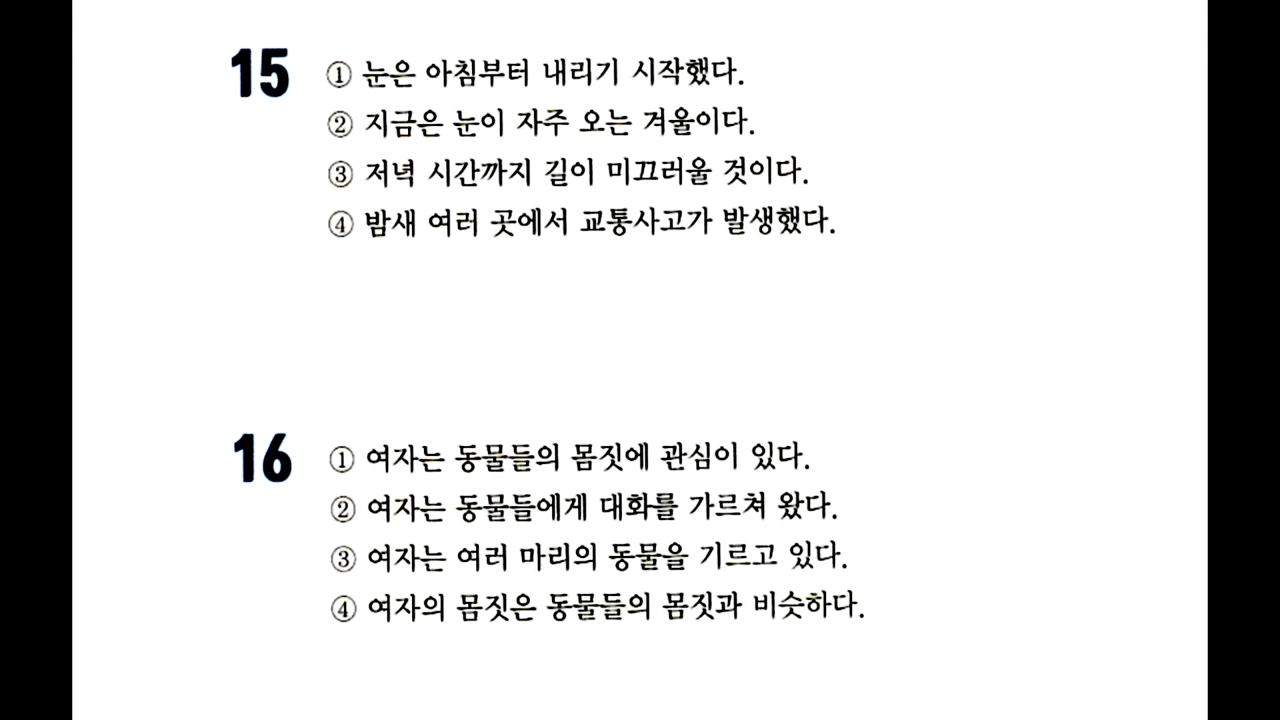 15 ① 눈은 아침부터 내리기 시작했다.
② 지금은 눈이 자주 오는 겨울이다.
③ 저녁 시간까지 길이 미끄러울 것이다.
④ 밤새 여러 곳에서 교통사고가 발생했다.
16 ① 여자는 동물들의 몸짓에 관심이 있다.
② 여자는 동물들에게 대화를 가르쳐 왔다.
③ 여자는 여러 마리의 동물을 기르고 있다.
④ 여자의 몸짓은 동물들의 몸짓과 비슷하다.